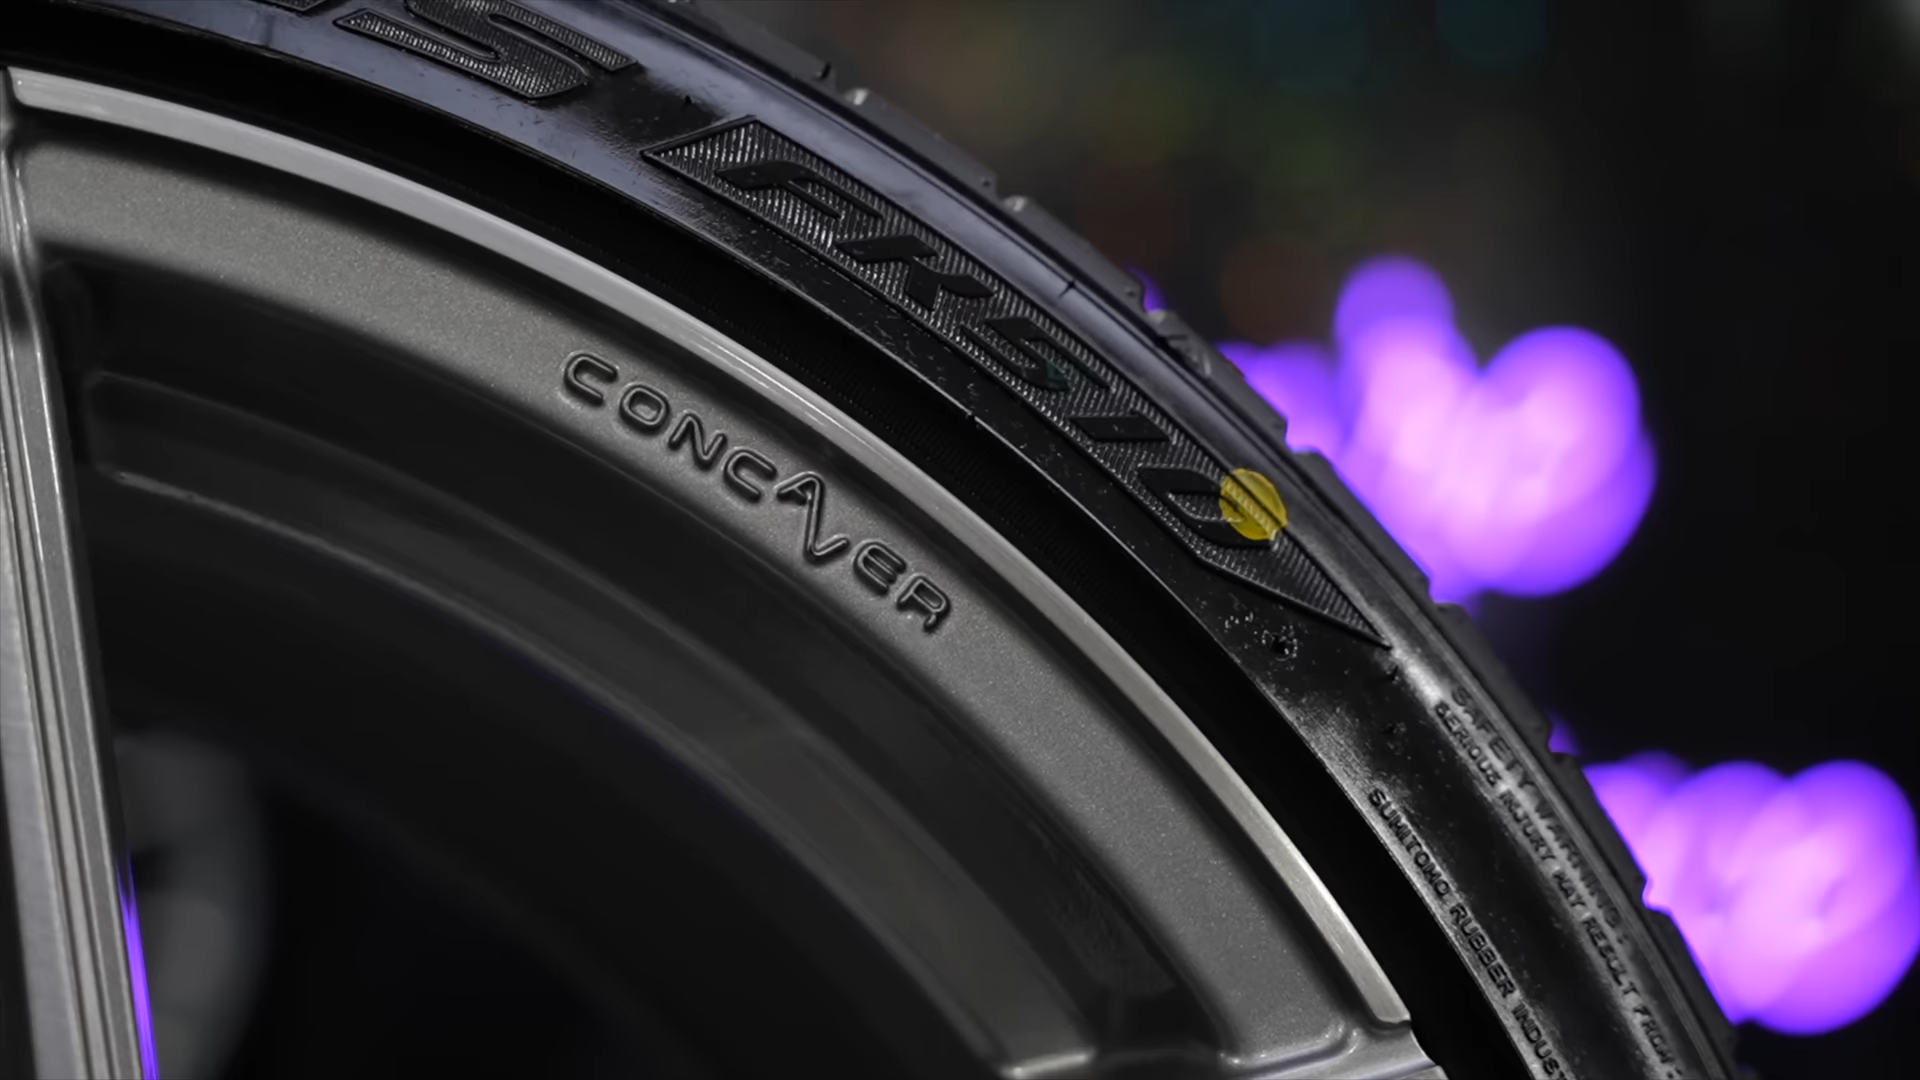 FK510
CONCAVER
SAFETY WARNING:
SERIOUS INJURY MAY RESULT FROM:
SUMITOMO RUBBER INDUS